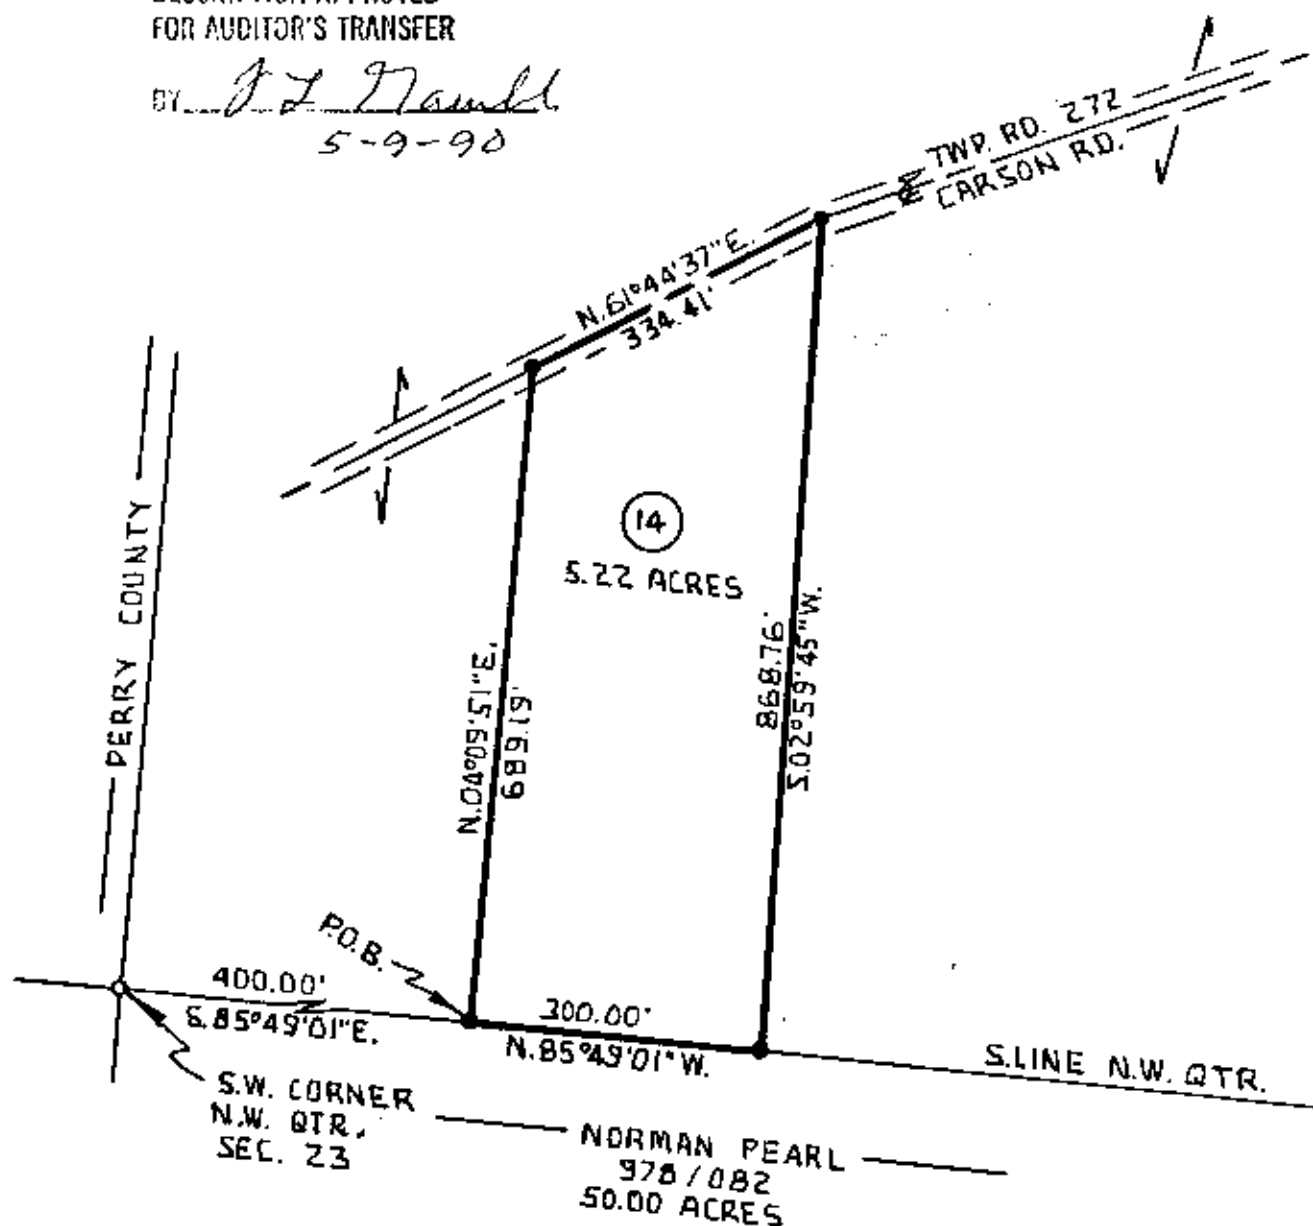 FOR AUDITOR'S TRANSFER
BY
5-9-90
TWP. RD. 272
CARSON RD.
N.61°44'37"E.
334.41'
PERRY COUNTY
14
5.22 ACRES
N.04°09'51"E.
689.19'
868.76'
S.02°59'45"W.
P.O.B.
400.00'
S.85°49'01"E.
300.00'
N.85°49'01"W.
S.LINE N.W. QTR.
S.W. CORNER
N.W. QTR.
SEC. 23
NORMAN PEARL
978/082
50.00 ACRES